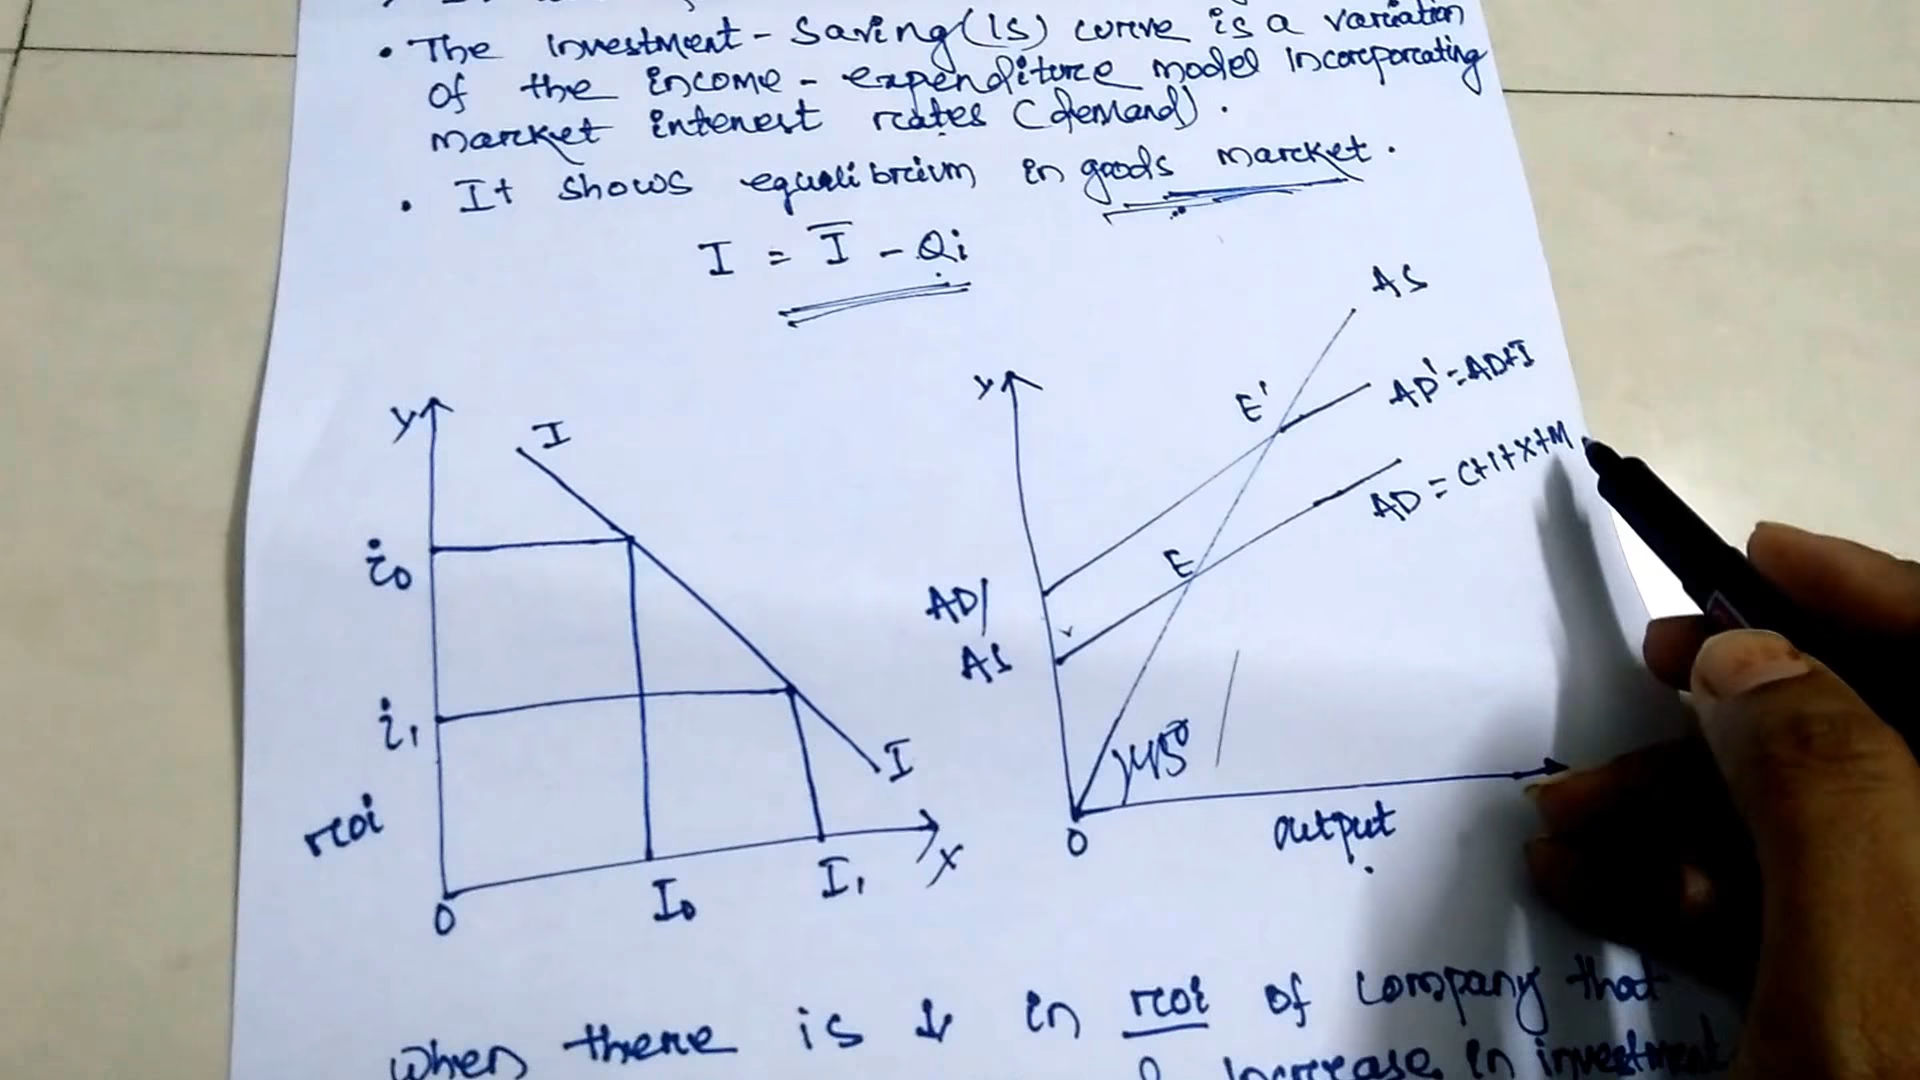 • The Investment - Saving (IS) curve is a variation
of the income - expenditure model incorporating
market interest rates (demand).
• It shows equilibrium in goods market.
I = Ī - Qi
AS
AD' = AD+I
E'
Y
AD = C+I+X+M
Y
I
i₀
E
AD/
AS
i₁
45°
I
roi
X
0
output
I₀
I₁
0
When there is ↓ in roi of company that
increase in investment